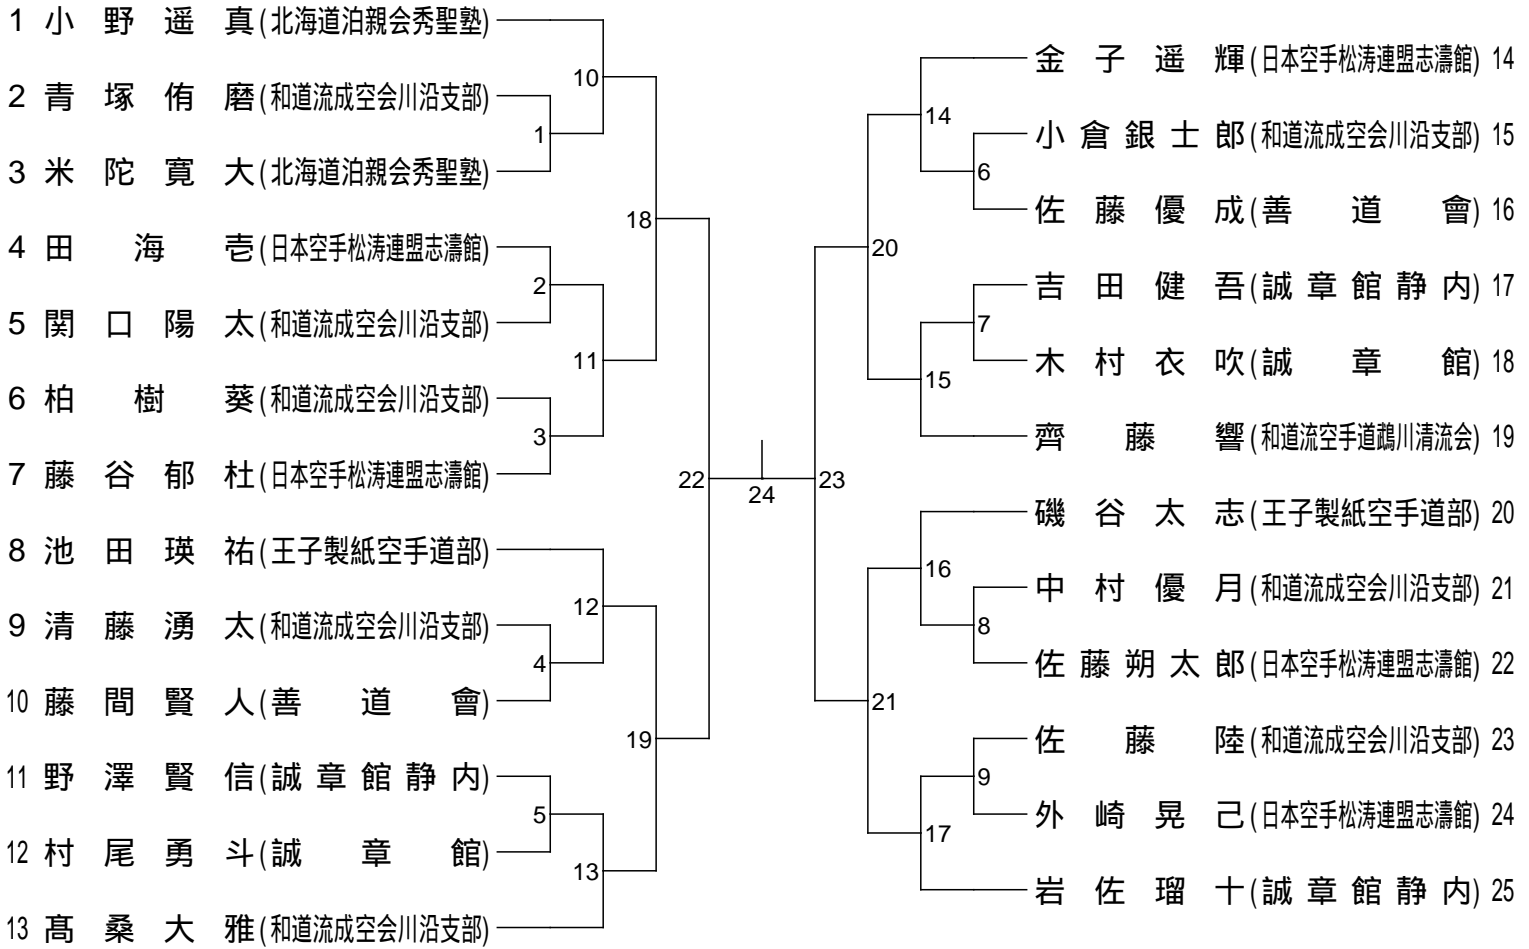 1 小野遥真(北海道泊親会秀聖塾)
2 青塚侑磨(和道流成空会川沿支部)
3 米陀寛大(北海道泊親会秀聖塾)
4 田海壱(日本空手松涛連盟志濤館)
5 関口陽太(和道流成空会川沿支部)
6 柏樹葵(和道流成空会川沿支部)
7 藤谷郁杜(日本空手松涛連盟志濤館)
8 池田瑛祐(王子製紙空手道部)
9 清藤湧太(和道流成空会川沿支部)
10 藤間賢人(善道會)
11 野澤賢信(誠章館静内)
12 村尾勇斗(誠章館)
13 髙桑大雅(和道流成空会川沿支部)
10
1
18
2
11
3
22
12
4
19
5
13
24
23
14
6
20
7
15
16
8
21
9
17
金子遥輝(日本空手松涛連盟志濤館) 14
小倉銀士郎(和道流成空会川沿支部) 15
佐藤優成(善道會) 16
吉田健吾(誠章館静内) 17
木村衣吹(誠章館) 18
齊藤響(和道流空手道鵡川清流会) 19
磯谷太志(王子製紙空手道部) 20
中村優月(和道流成空会川沿支部) 21
佐藤朔太郎(日本空手松涛連盟志濤館) 22
佐藤陸(和道流成空会川沿支部) 23
外崎晃己(日本空手松涛連盟志濤館) 24
岩佐瑠十(誠章館静内) 25